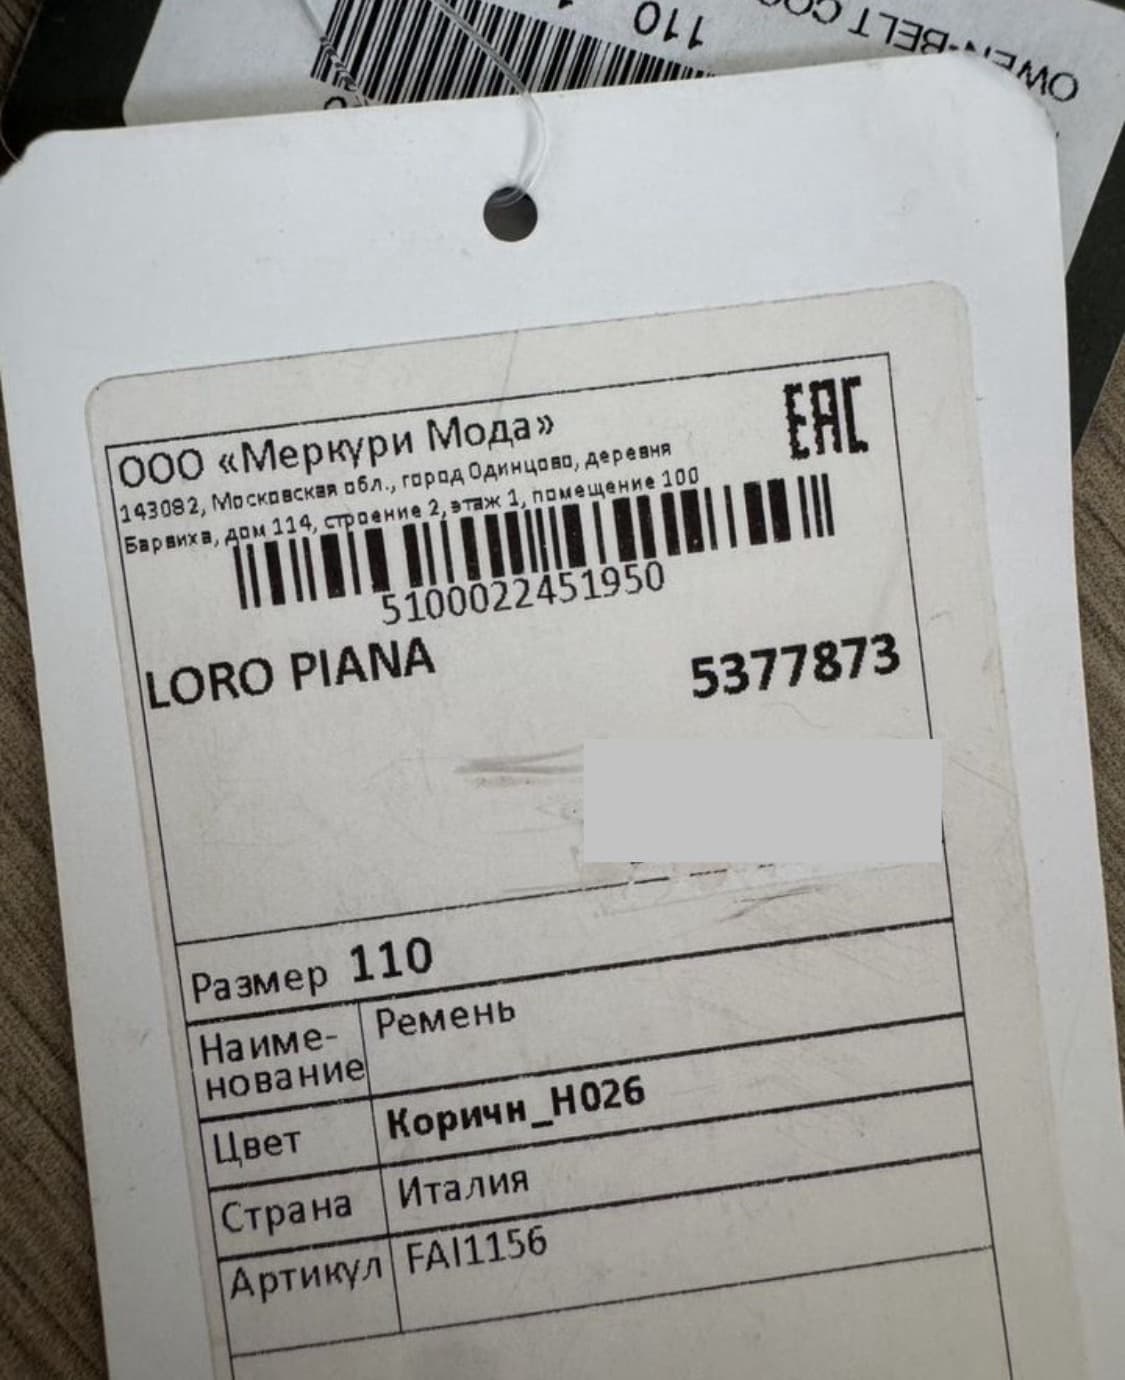 110
OWEN-BELT CO
ООО «Меркури Мода»
EAC
143082, Московская обл., город Одинцово, деревня
Барвиха, дом 114, строение 2, этаж 1, помещение 100
5100022451950
LORO PIANA
5377873
Размер 110
Наиме-
нование
Ремень
Цвет
Коричн_H026
Страна
Италия
Артикул
FAI1156